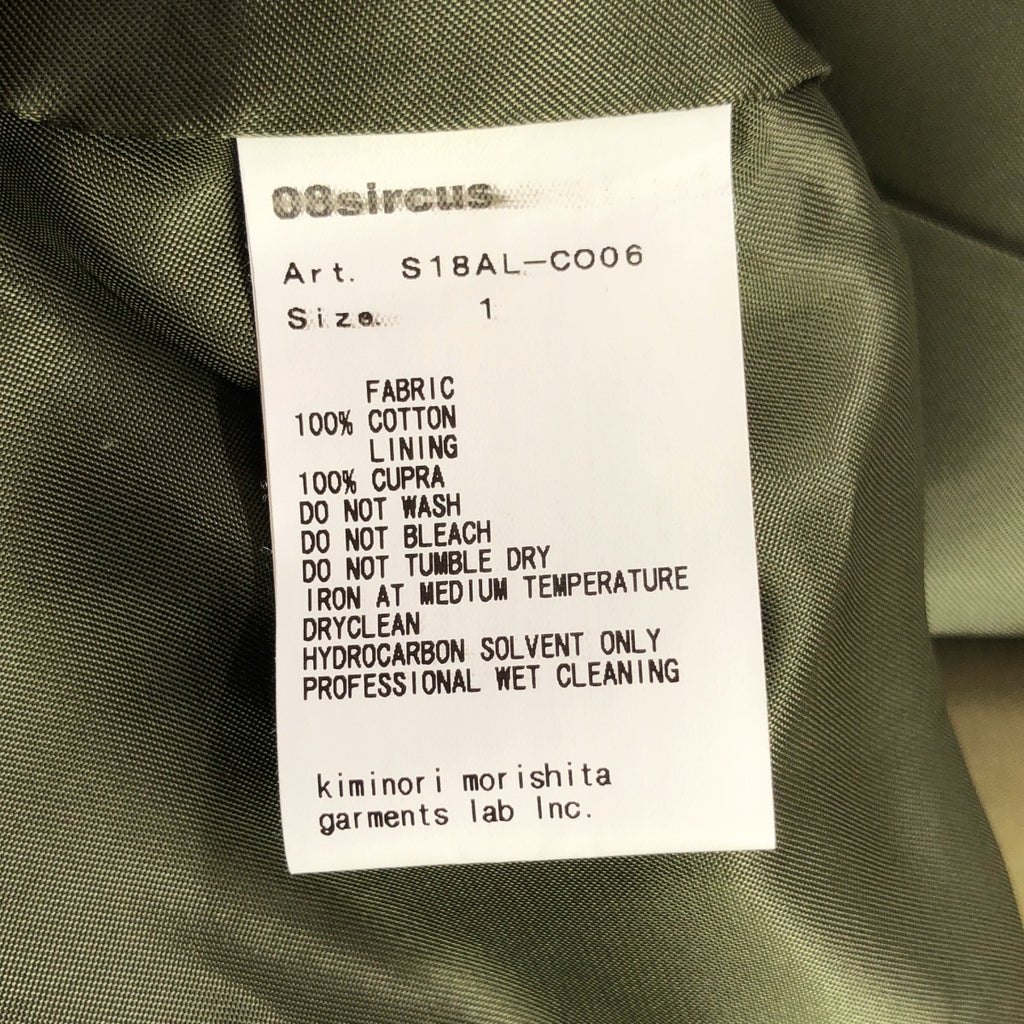 08sircus
Art. S18AL-CO06
Size. 1
FABRIC
100% COTTON
LINING
100% CUPRA
DO NOT WASH
DO NOT BLEACH
DO NOT TUMBLE DRY
IRON AT MEDIUM TEMPERATURE
DRYCLEAN
HYDROCARBON SOLVENT ONLY
PROFESSIONAL WET CLEANING
kiminori morishita
garments lab Inc.